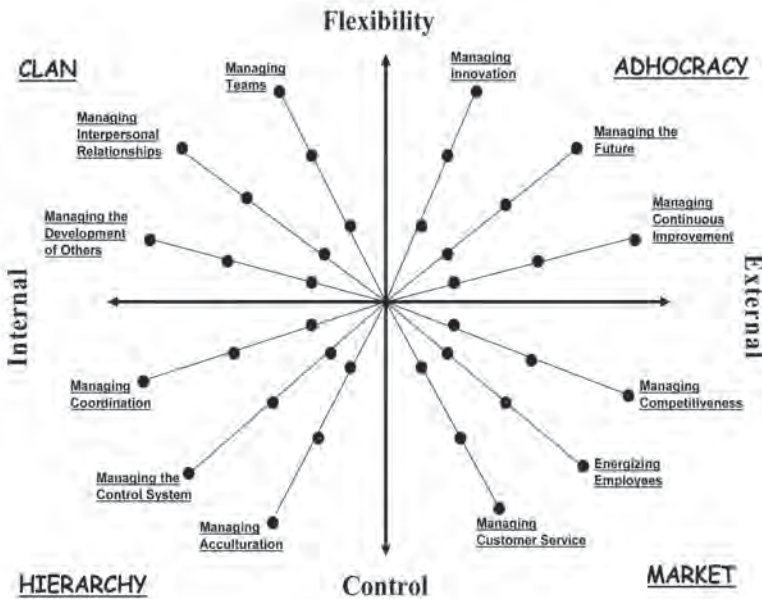 Flexibility
CLAN
ADHOCRACY
Managing
Teams
Managing
Innovation
Managing
Interpersonal
Relationships
Managing the
Future
Managing the
Development
of Others
Managing
Continuous
Improvement
Internal
External
Managing
Coordination
Managing
Competitiveness
Managing the
Control System
Energizing
Employees
Managing
Acculturation
Managing
Customer Service
HIERARCHY
Control
MARKET